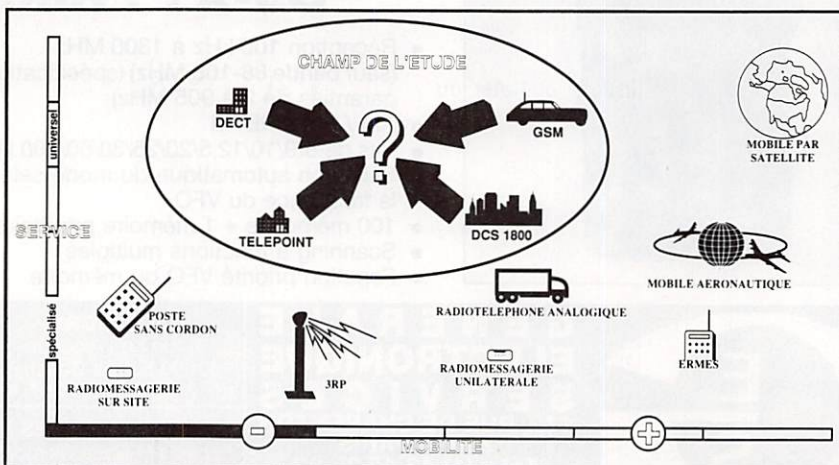 CHAMP DE L'ETUDE
DECT
GSM
?
TELEPOINT
DCS 1800
MOBILE PAR
SATELLITE
universel
SERVICE
spécialisé
MOBILE AERONAUTIQUE
POSTE
SANS CORDON
RADIOTELEPHONE ANALOGIQUE
RADIOMESSAGERIE
SUR SITE
3RP
RADIOMESSAGERIE
UNILATERALE
ERMES
-
+
MOBILITE